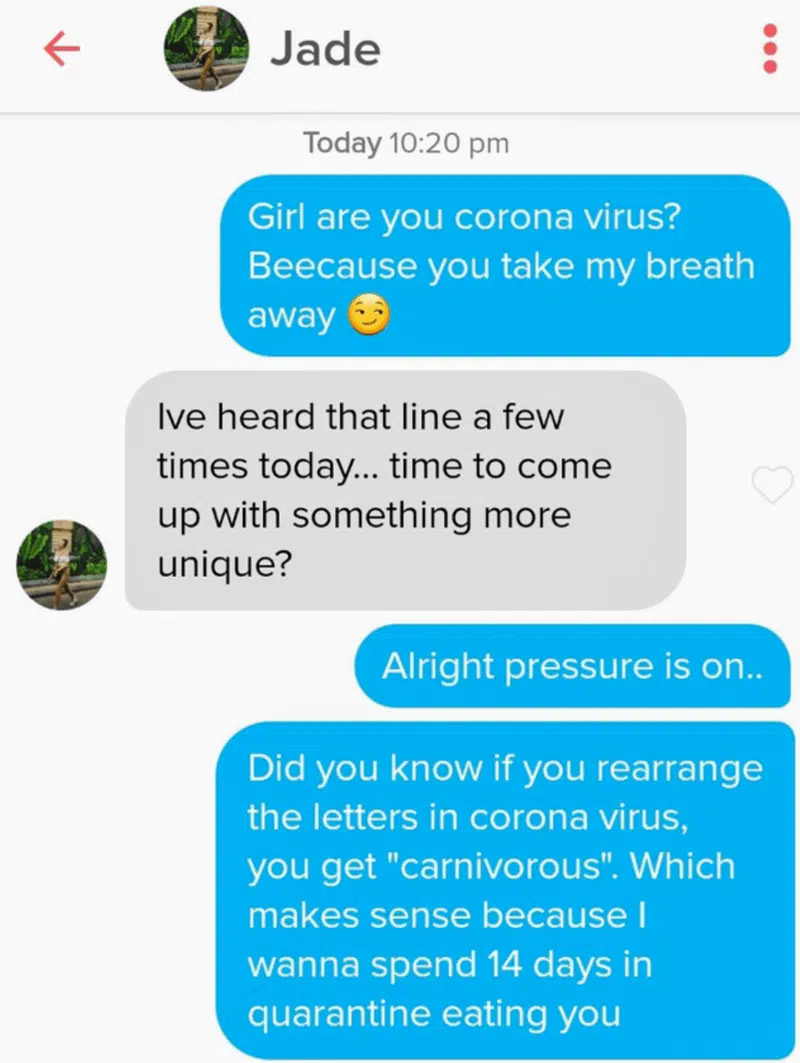 Jade
Today 10:20 pm
Girl are you corona virus?
Beecause you take my breath
away 😏
Ive heard that line a few
times today... time to come
up with something more
unique?
Alright pressure is on..
Did you know if you rearrange
the letters in corona virus,
you get "carnivorous". Which
makes sense because I
wanna spend 14 days in
quarantine eating you